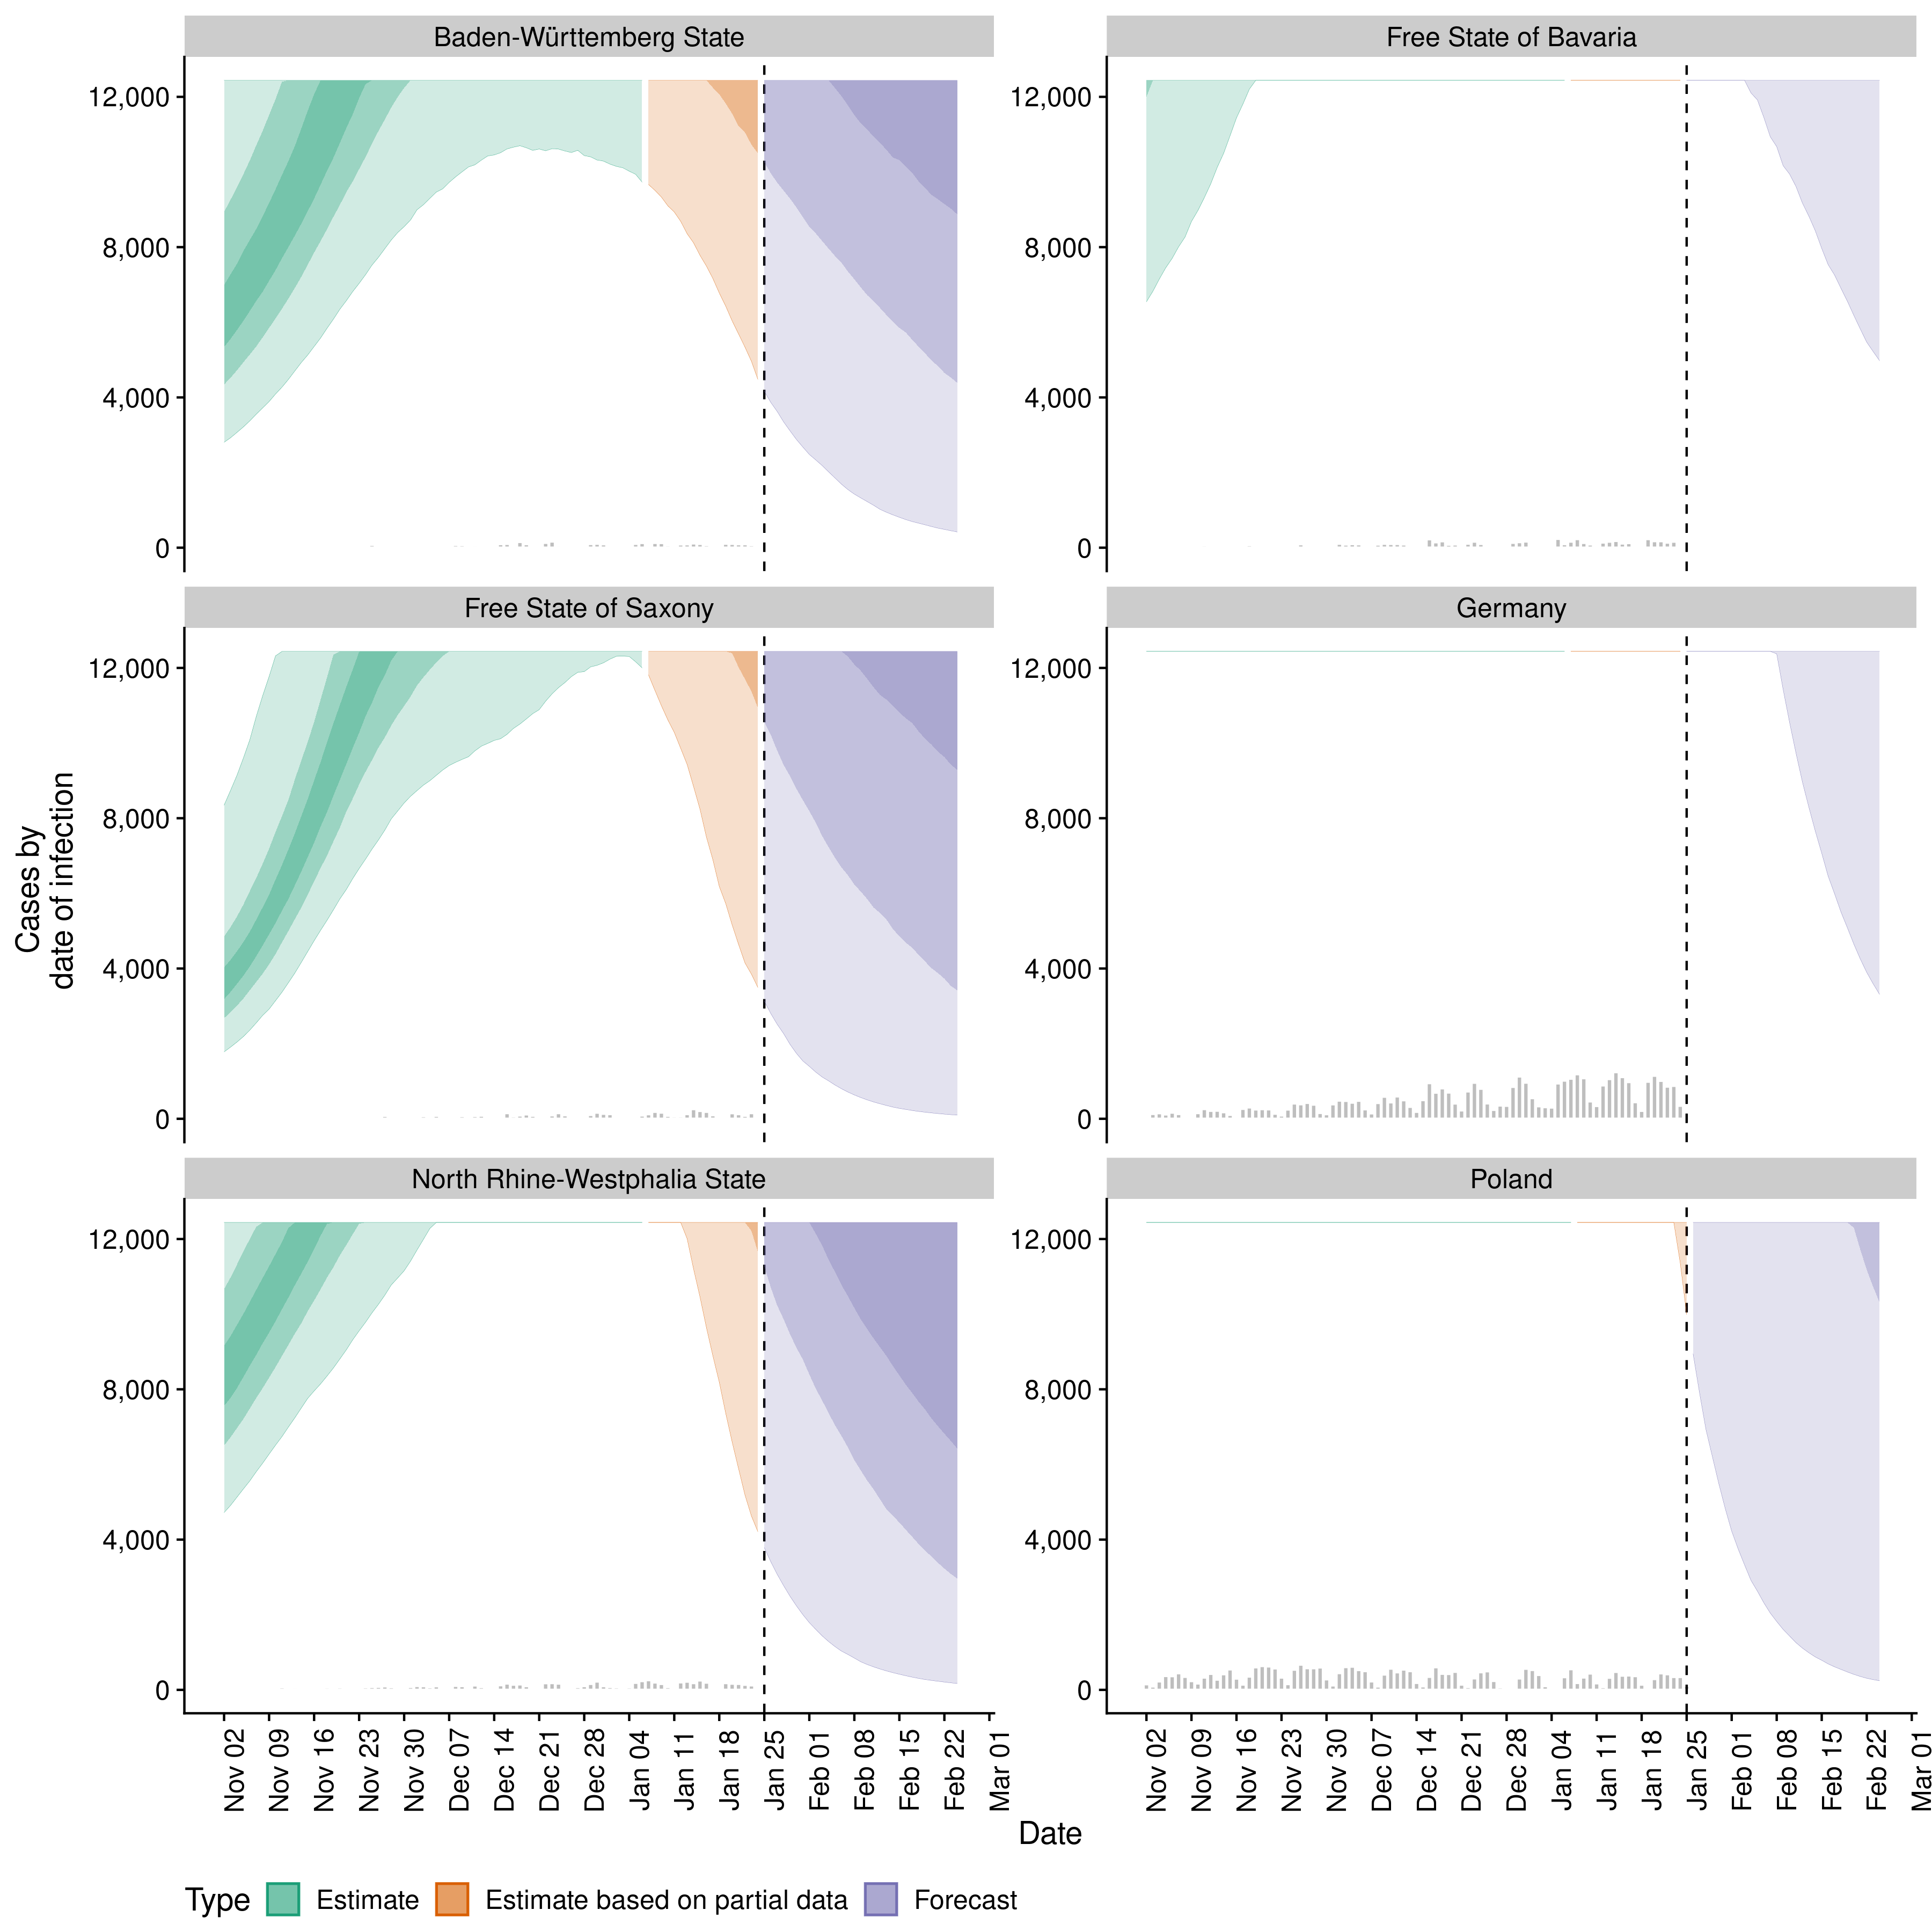 Baden-Württemberg State
Free State of Bavaria
12,000
8,000
4,000
0
12,000
8,000
4,000
0
Free State of Saxony
Germany
12,000
8,000
4,000
0
12,000
8,000
4,000
0
North Rhine-Westphalia State
Poland
12,000
8,000
4,000
0
12,000
8,000
4,000
0
Cases by
date of infection
Nov 02
Nov 09
Nov 16
Nov 23
Nov 30
Dec 07
Dec 14
Dec 21
Dec 28
Jan 04
Jan 11
Jan 18
Jan 25
Feb 01
Feb 08
Feb 15
Feb 22
Mar 01
Nov 02
Nov 09
Nov 16
Nov 23
Nov 30
Dec 07
Dec 14
Dec 21
Dec 28
Jan 04
Jan 11
Jan 18
Jan 25
Feb 01
Feb 08
Feb 15
Feb 22
Mar 01
Date
Type Estimate Estimate based on partial data Forecast